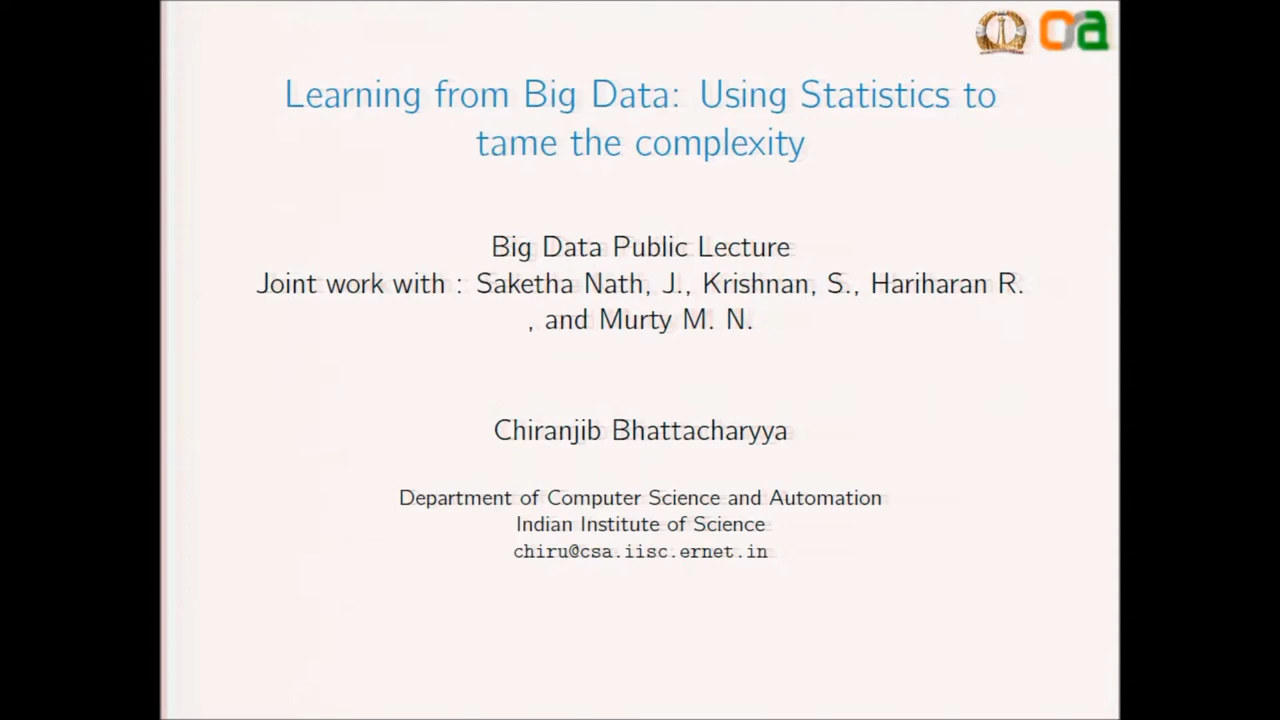 Learning from Big Data: Using Statistics to
tame the complexity
Big Data Public Lecture
Joint work with : Saketha Nath, J., Krishnan, S., Hariharan R.
, and Murty M. N.
Chiranjib Bhattacharyya
Department of Computer Science and Automation
Indian Institute of Science
chiru@csa.iisc.ernet.in